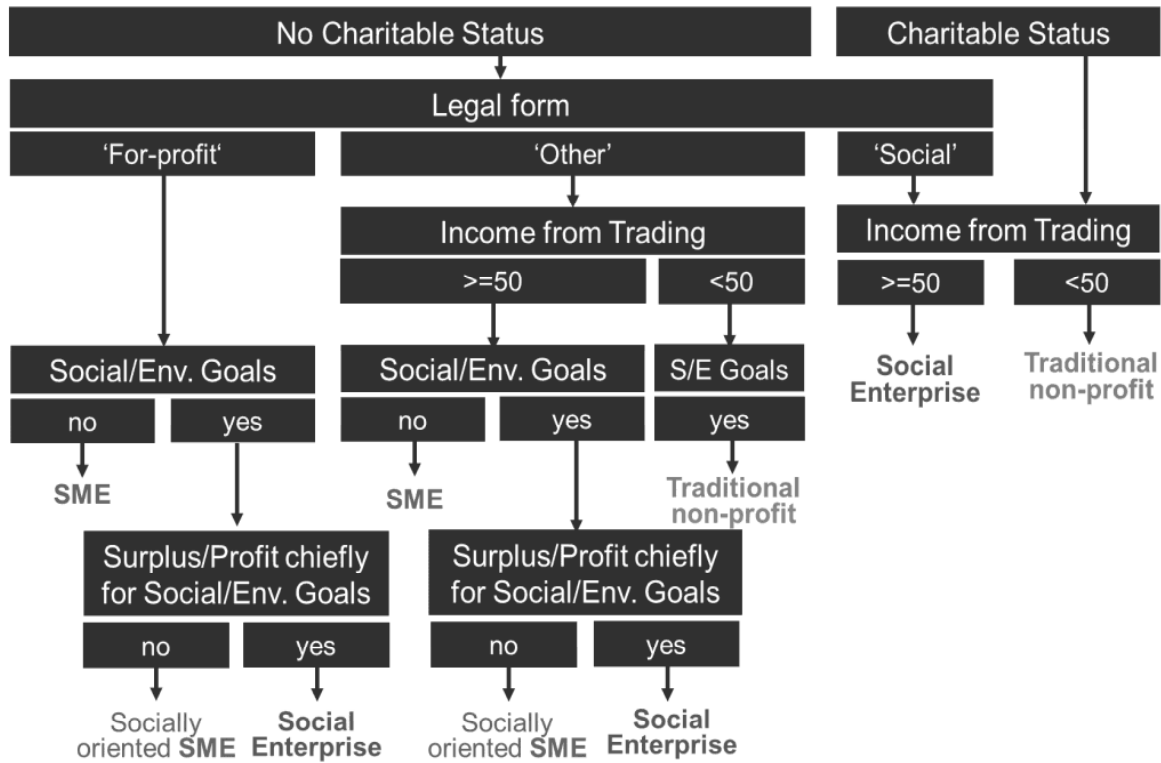 No Charitable Status
Charitable Status
Legal form
‘For-profit‘
‘Other’
‘Social’
Income from Trading
Income from Trading
>=50
<50
>=50
<50
Social/Env. Goals
Social/Env. Goals
S/E Goals
Social
Enterprise
Traditional
non-profit
no
yes
no
yes
yes
SME
SME
Traditional
non-profit
Surplus/Profit chiefly
for Social/Env. Goals
Surplus/Profit chiefly
for Social/Env. Goals
no
yes
no
yes
Socially
oriented SME
Social
Enterprise
Socially
oriented SME
Social
Enterprise